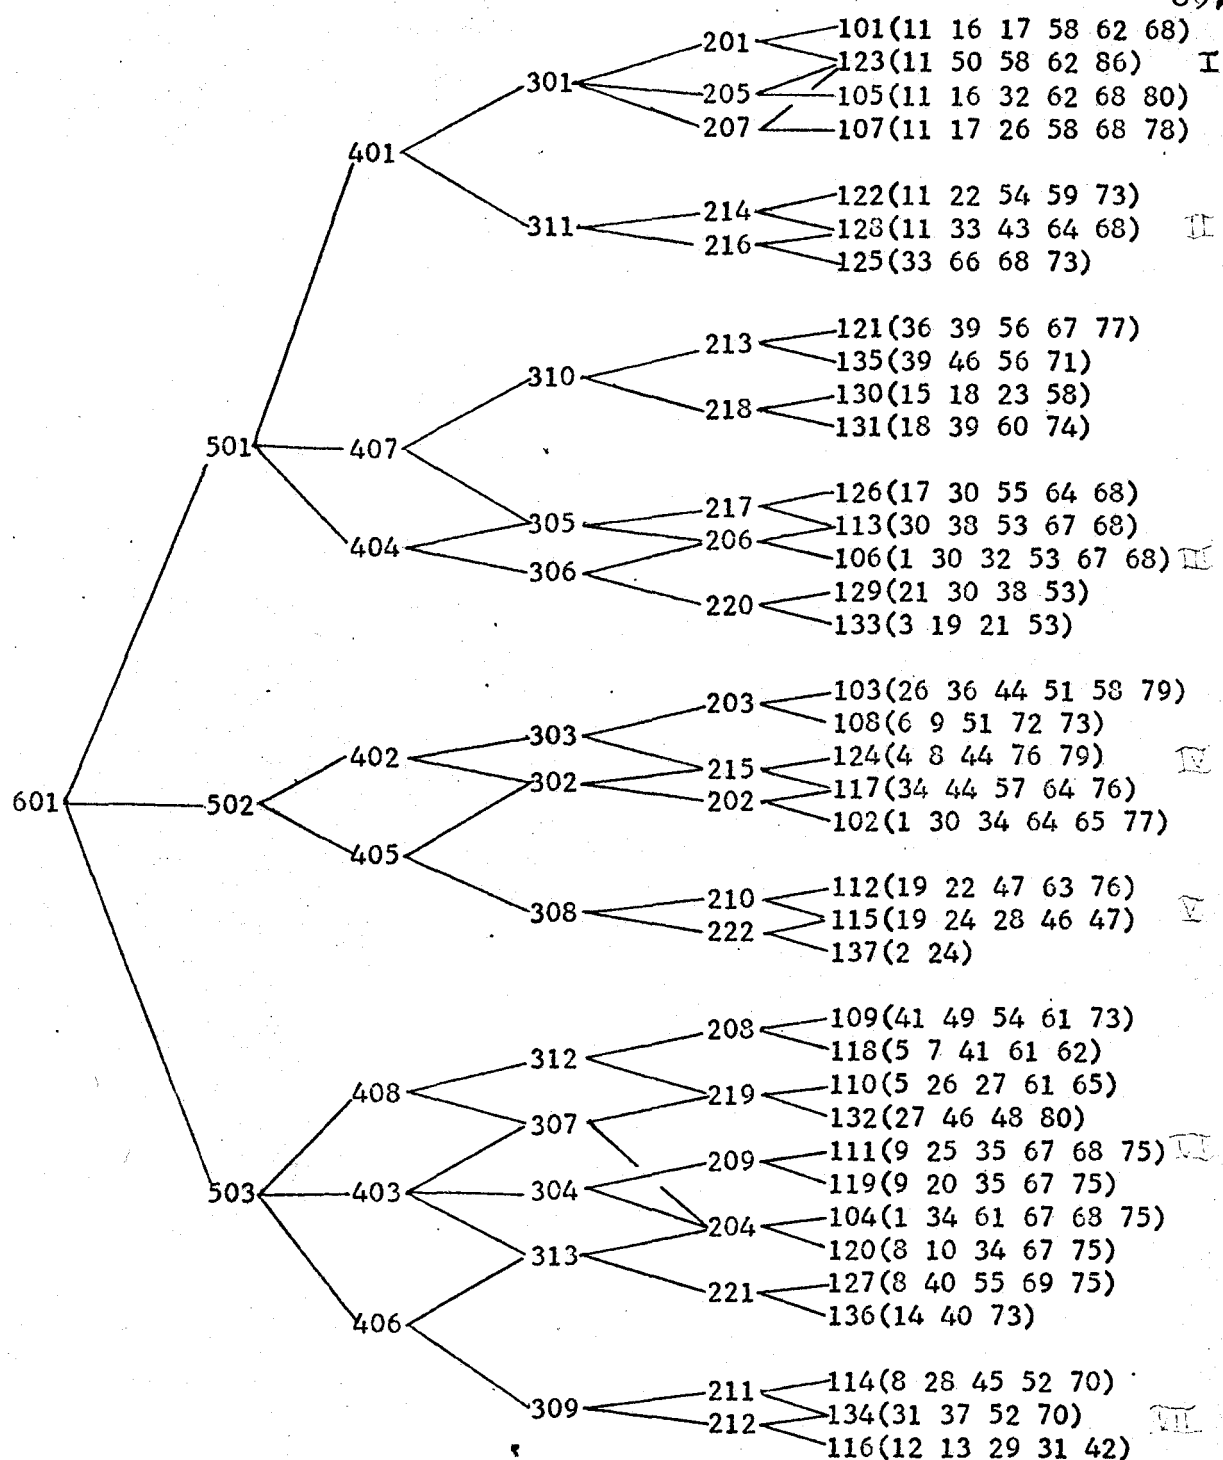 201 101(11 16 17 58 62 68)
123(11 50 58 62 86) I
301 205 105(11 16 32 62 68 80)
207 107(11 17 26 58 68 78)
401
122(11 22 54 59 73)
311 214 128(11 33 43 64 68) II
216 125(33 66 68 73)
121(36 39 56 67 77)
213 135(39 46 56 71)
310 130(15 18 23 58)
218 131(18 39 60 74)
501 407
126(17 30 55 64 68)
305 217 113(30 38 53 67 68)
404 206 106(1 30 32 53 67 68) III
306 129(21 30 38 53)
220 133(3 19 21 53)
103(26 36 44 51 58 79)
203 108(6 9 51 72 73)
303 124(4 8 44 76 79) IV
402 215 117(34 44 57 64 76)
601 502 302 202 102(1 30 34 64 65 77)
405
112(19 22 47 63 76)
308 210 115(19 24 28 46 47) V
222 137(2 24)
109(41 49 54 61 73)
208 118(5 7 41 61 62)
312 110(5 26 27 61 65)
408 219 132(27 46 48 80)
307 111(9 25 35 67 68 75) VI
209 119(9 20 35 67 75)
503 403 304 104(1 34 61 67 68 75)
204 120(8 10 34 67 75)
313 127(8 40 55 69 75)
221 136(14 40 73)
406
114(8 28 45 52 70)
211 134(31 37 52 70) VII
309 212 116(12 13 29 31 42)